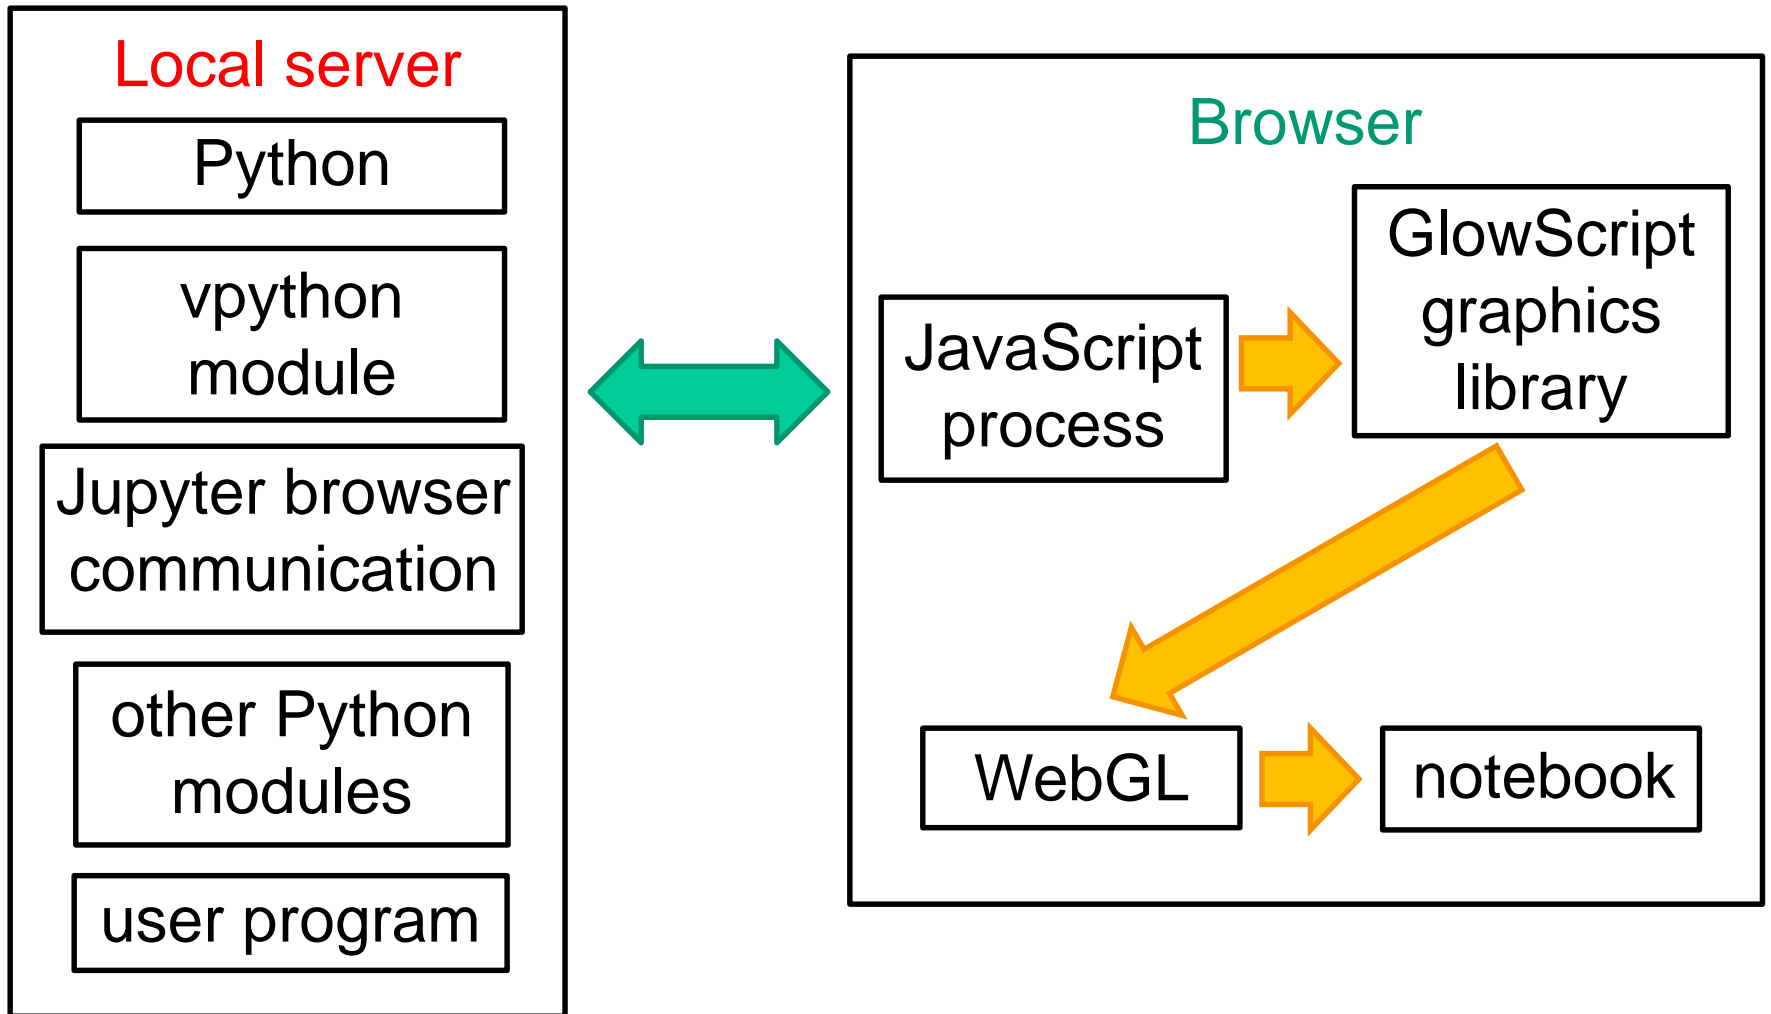 Local server
Python
vpython
module
Jupyter browser
communication
other Python
modules
user program
Browser
JavaScript
process
GlowScript
graphics
library
WebGL
notebook